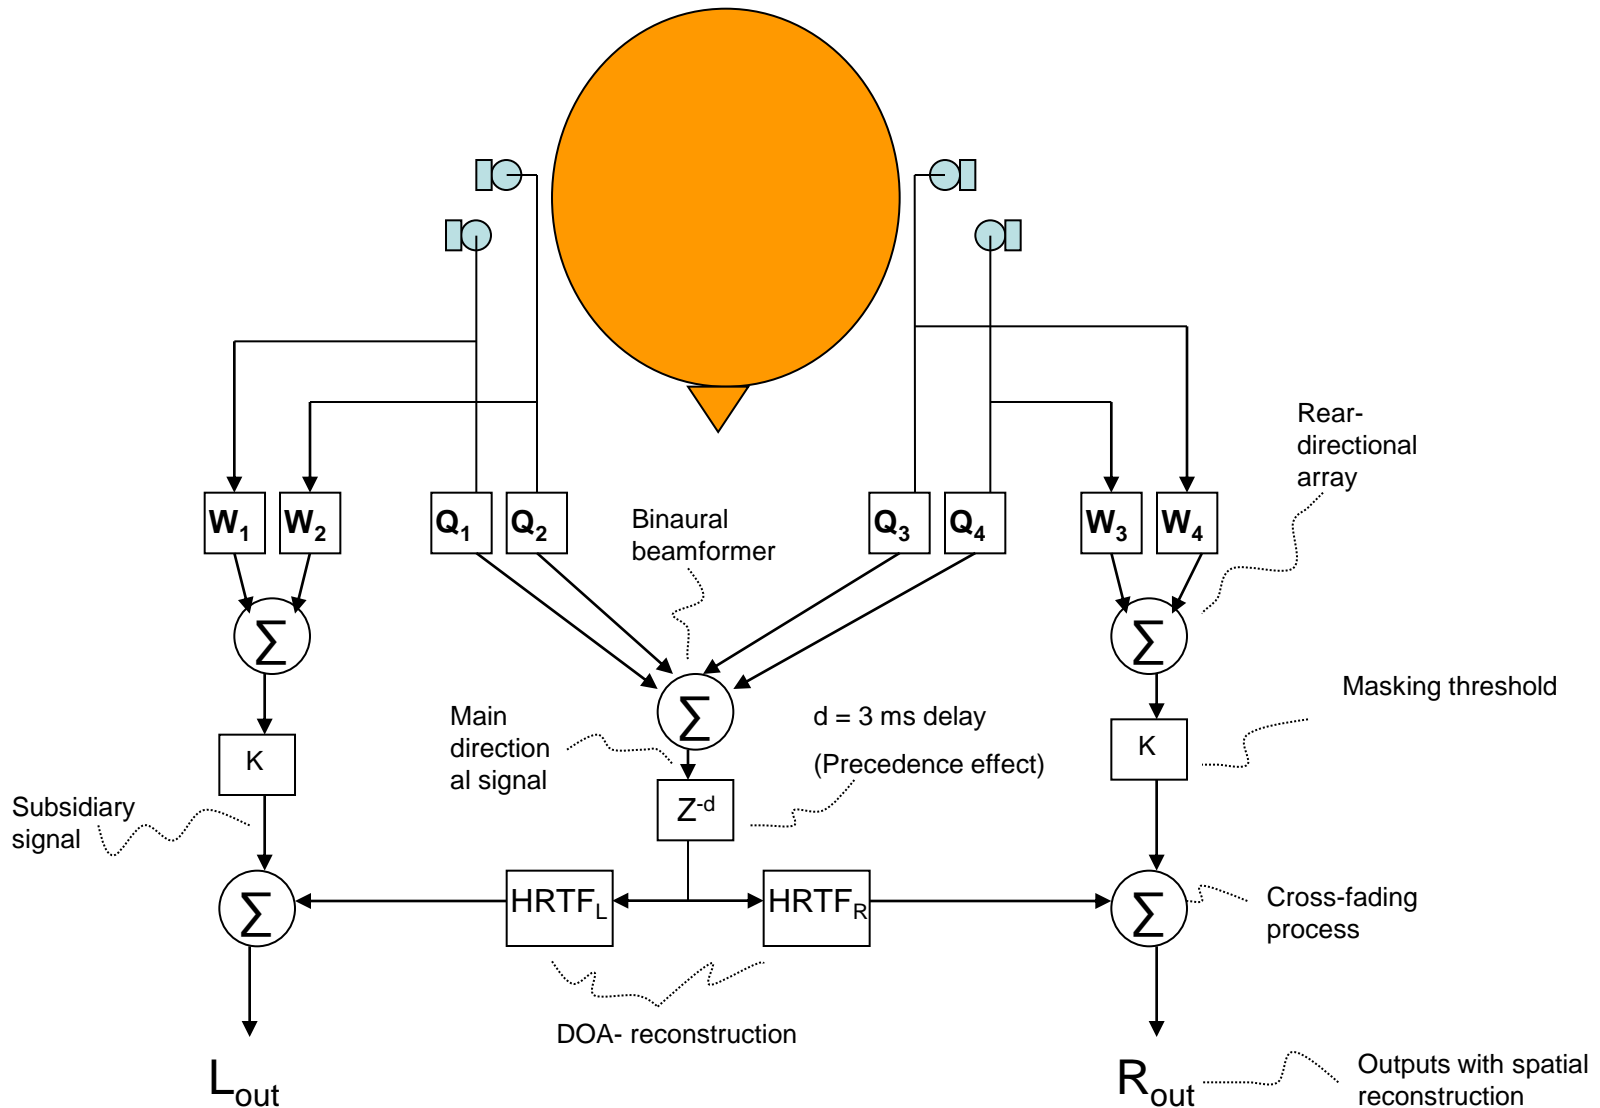 Rear-
directional
array
W1
W2
Q1
Q2
Binaural
beamformer
Q3
Q4
W3
W4
∑
∑
∑
Main
direction
al signal
d = 3 ms delay
(Precedence effect)
Masking threshold
K
K
Z-d
Subsidiary
signal
∑
HRTFL
HRTFR
∑
Cross-fading
process
DOA- reconstruction
Lout
Rout
Outputs with spatial
reconstruction